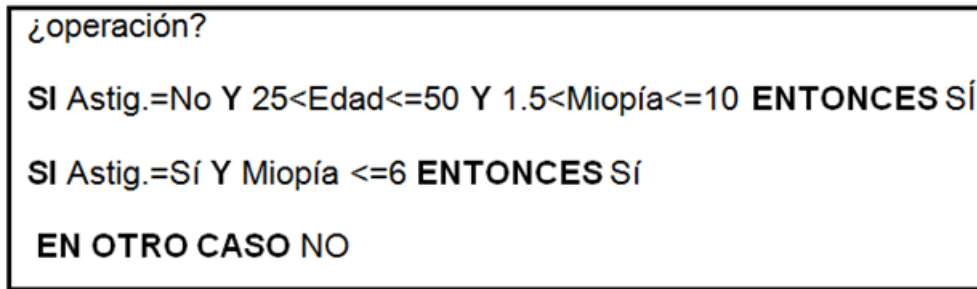 ¿operación?
SI Astig.=No Y 25<Edad<=50 Y 1.5<Miopía<=10 ENTONCES SÍ
SI Astig.=Sí Y Miopía <=6 ENTONCES Sí
EN OTRO CASO NO